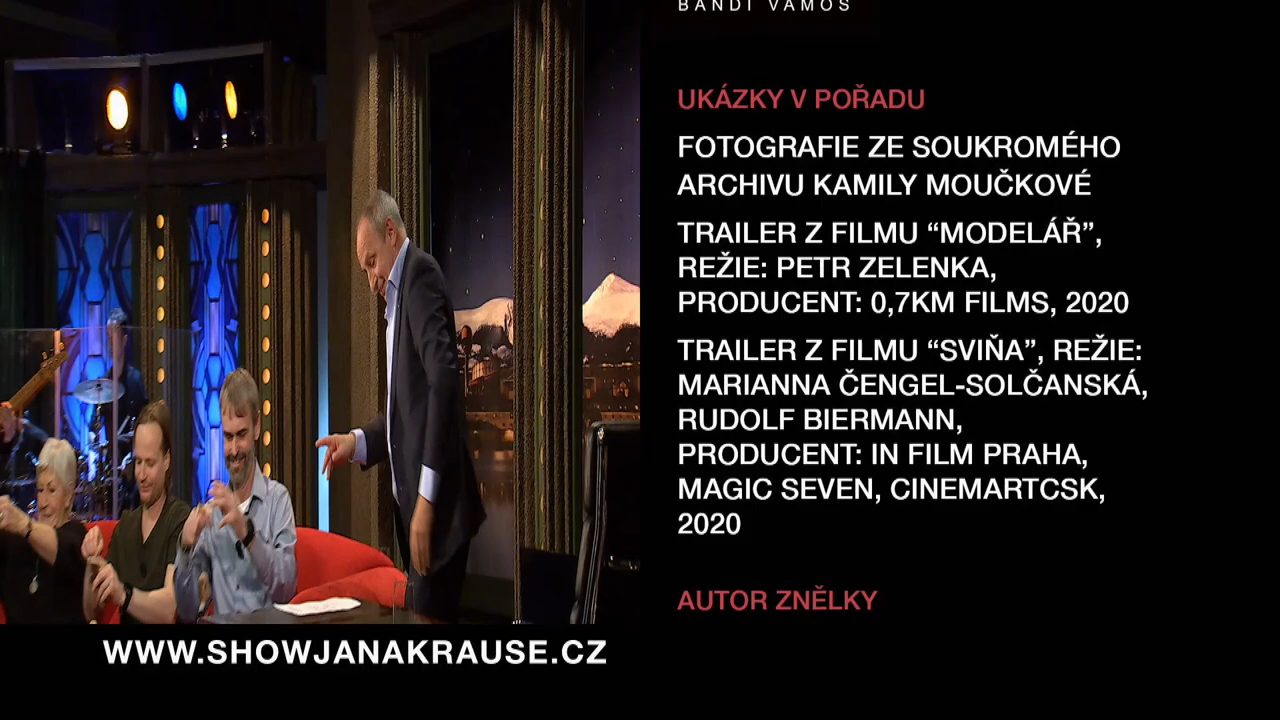 BANDI VAMOS
UKÁZKY V POŘADU
FOTOGRAFIE ZE SOUKROMÉHO
ARCHIVU KAMILY MOUČKOVÉ
TRAILER Z FILMU “MODELÁŘ”,
REŽIE: PETR ZELENKA,
PRODUCENT: 0,7KM FILMS, 2020
TRAILER Z FILMU “SVIŇA”, REŽIE:
MARIANNA ČENGEL-SOLČANSKÁ,
RUDOLF BIERMANN,
PRODUCENT: IN FILM PRAHA,
MAGIC SEVEN, CINEMARTCSK,
2020
AUTOR ZNĚLKY
WWW.SHOWJANAKRAUSE.CZ